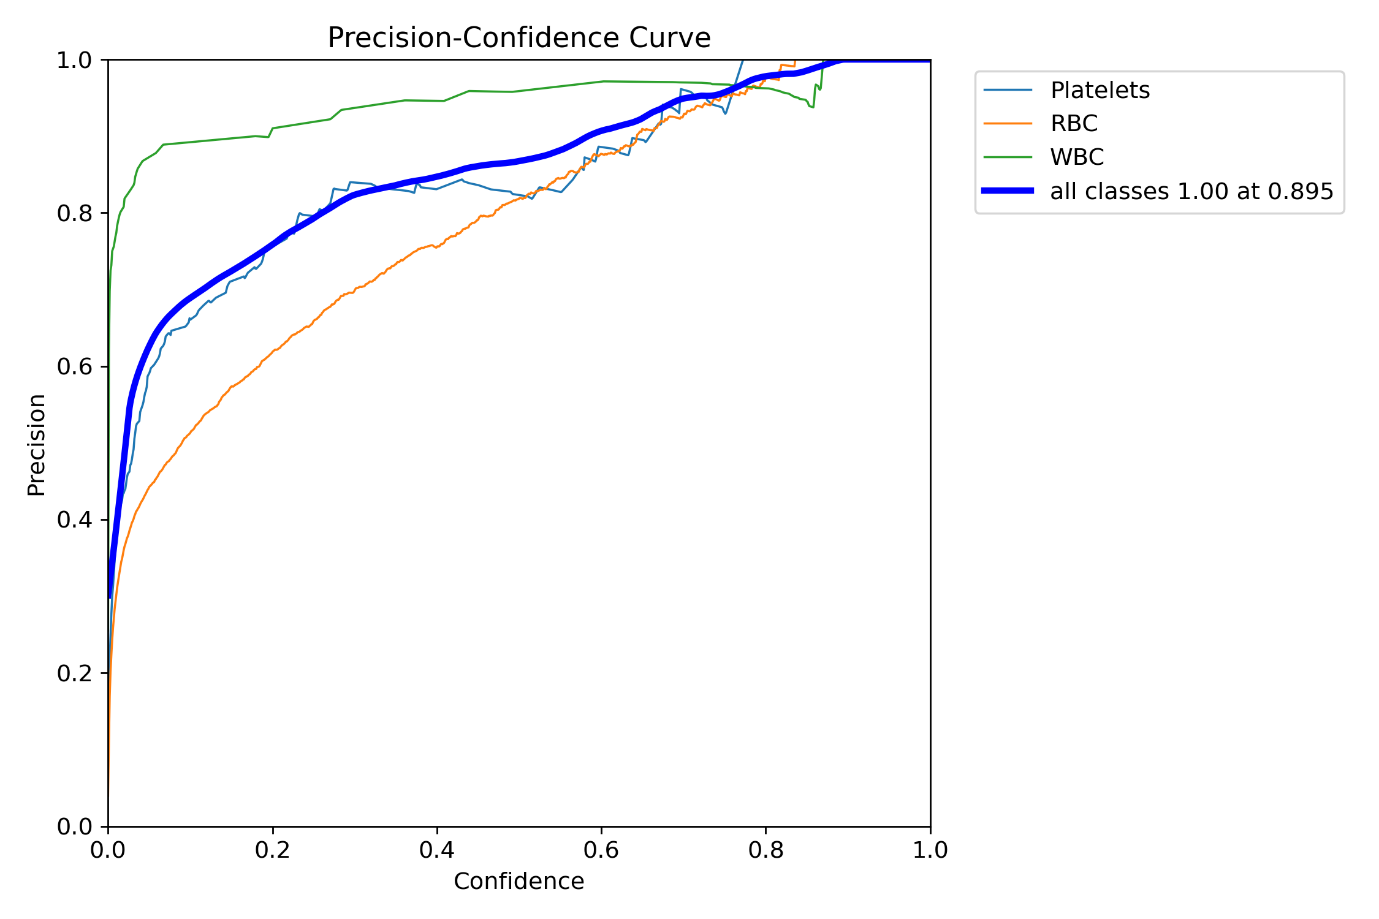 Precision-Confidence Curve
1.0
0.8
0.6
0.4
0.2
0.0
Precision
0.0 0.2 0.4 0.6 0.8 1.0
Confidence
Platelets
RBC
WBC
all classes 1.00 at 0.895